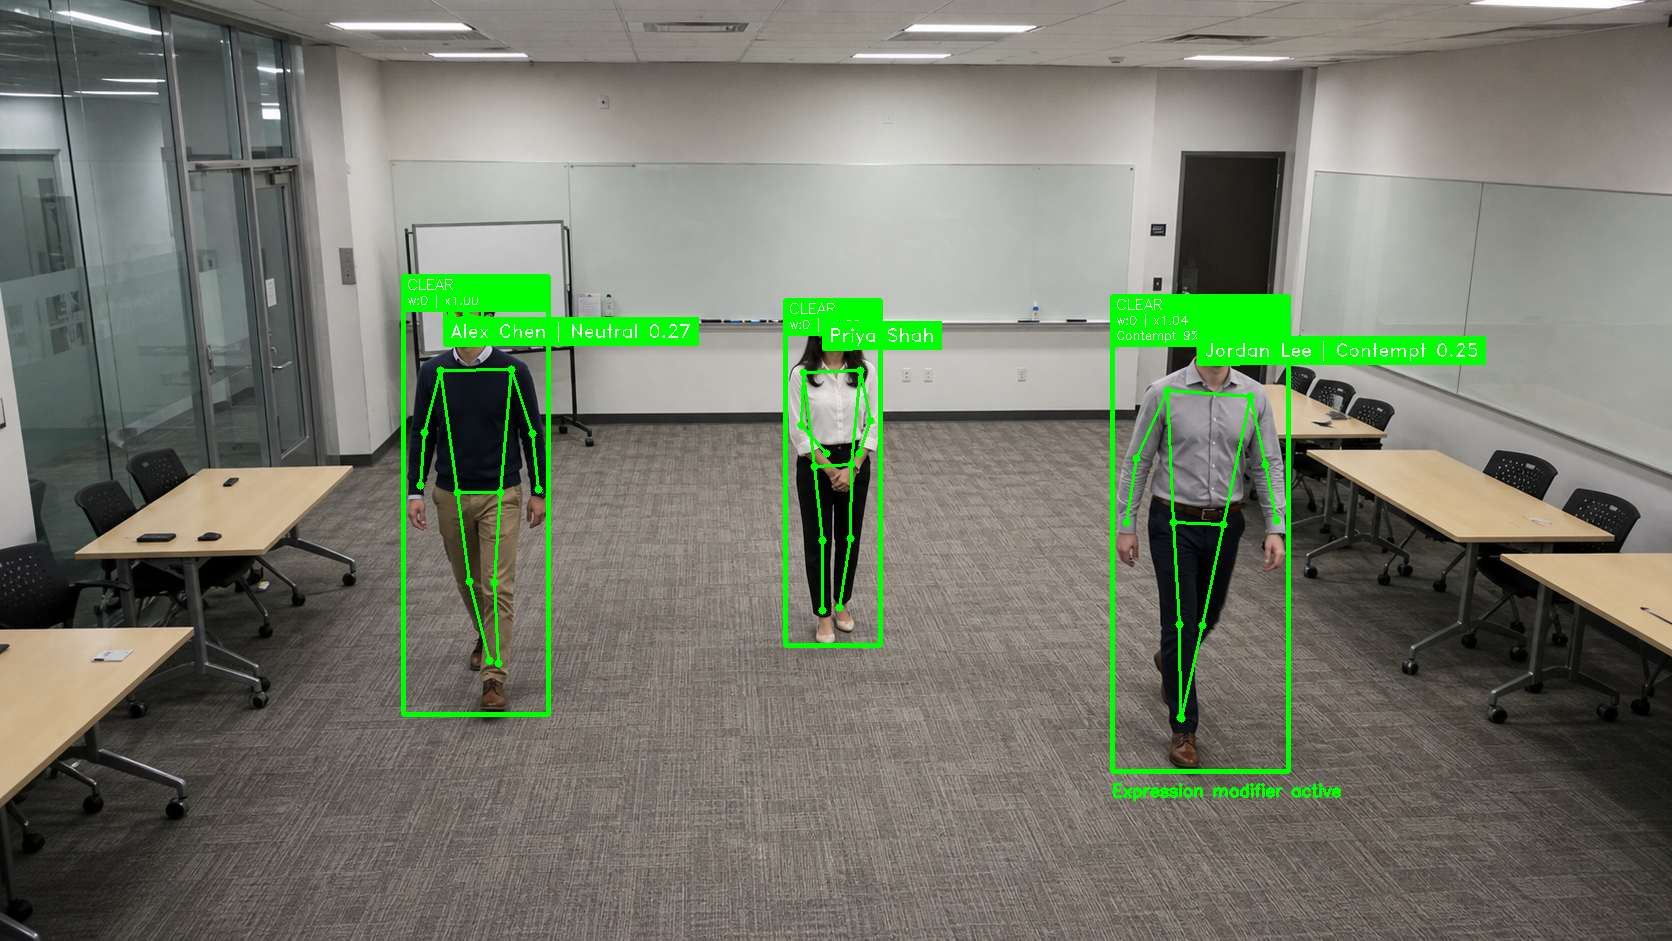 CLEAR
w:0 | x1.00
Alex Chen | Neutral 0.27
CLEAR
w:0 |
Priya Shah
CLEAR
w:0 | x1.04
Contempt 9%
Jordan Lee | Contempt 0.25
Expression modifier active